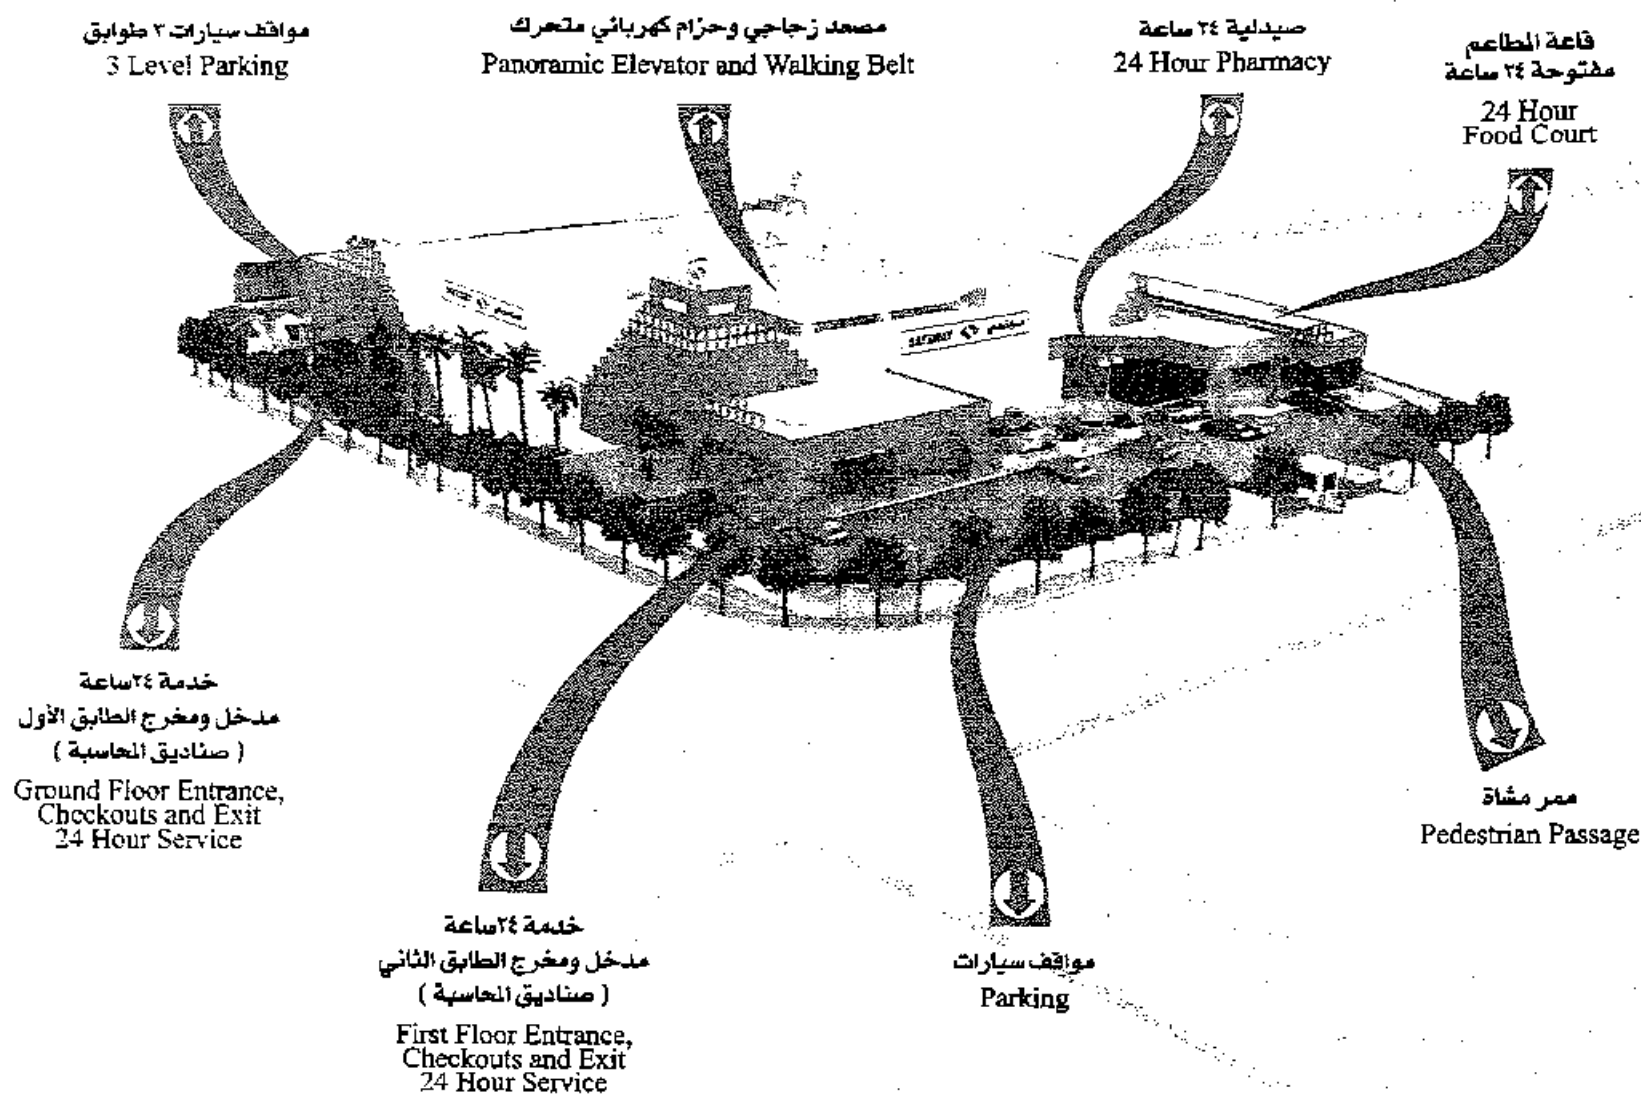 مواقف سيارات ٣ طوابق
3 Level Parking
مصعد زجاجي وحزام كهربائي متحرك
Panoramic Elevator and Walking Belt
صيدلية ٢٤ ساعة
24 Hour Pharmacy
قاعة المطاعم
مفتوحة ٢٤ ساعة
24 Hour
Food Court
SAFEWAY
خدمة ٢٤ساعة
مدخل ومخرج الطابق الأول
( صناديق المحاسبة )
Ground Floor Entrance,
Checkouts and Exit
24 Hour Service
خدمة ٢٤ساعة
مدخل ومخرج الطابق الثاني
( صناديق المحاسبة )
First Floor Entrance,
Checkouts and Exit
24 Hour Service
مواقف سيارات
Parking
ممر مشاة
Pedestrian Passage